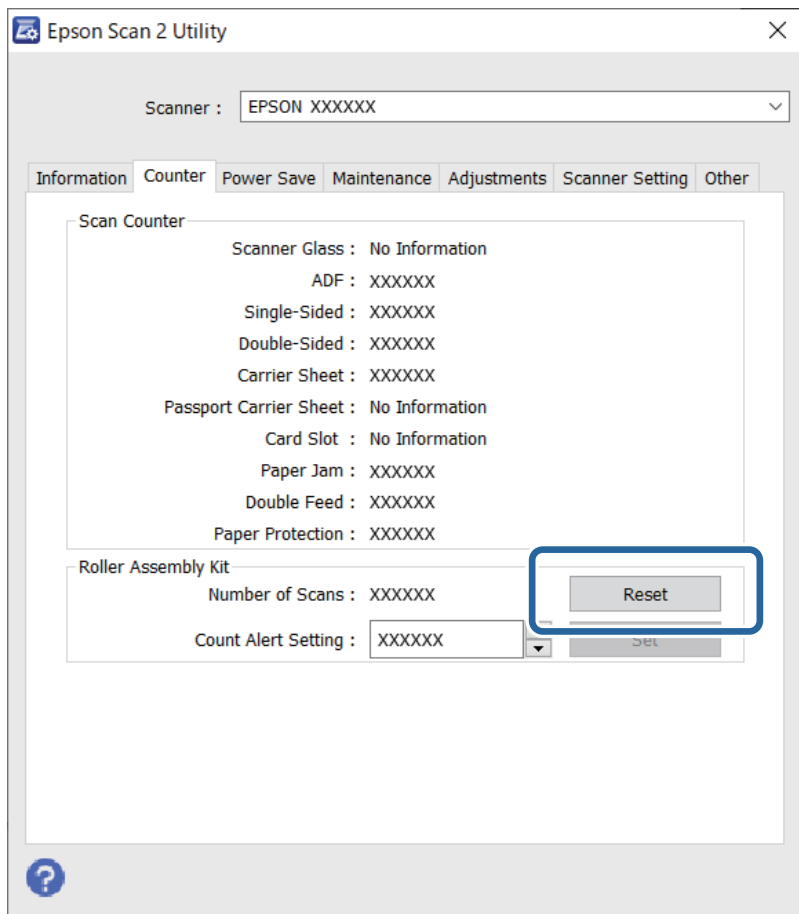 Epson Scan 2 Utility
Scanner : EPSON XXXXXX
Information Counter Power Save Maintenance Adjustments Scanner Setting Other
Scan Counter
Scanner Glass : No Information
ADF : XXXXXX
Single-Sided : XXXXXX
Double-Sided : XXXXXX
Carrier Sheet : XXXXXX
Passport Carrier Sheet : No Information
Card Slot : No Information
Paper Jam : XXXXXX
Double Feed : XXXXXX
Paper Protection : XXXXXX
Roller Assembly Kit
Number of Scans : XXXXXX Reset
Count Alert Setting : XXXXXX Set
?